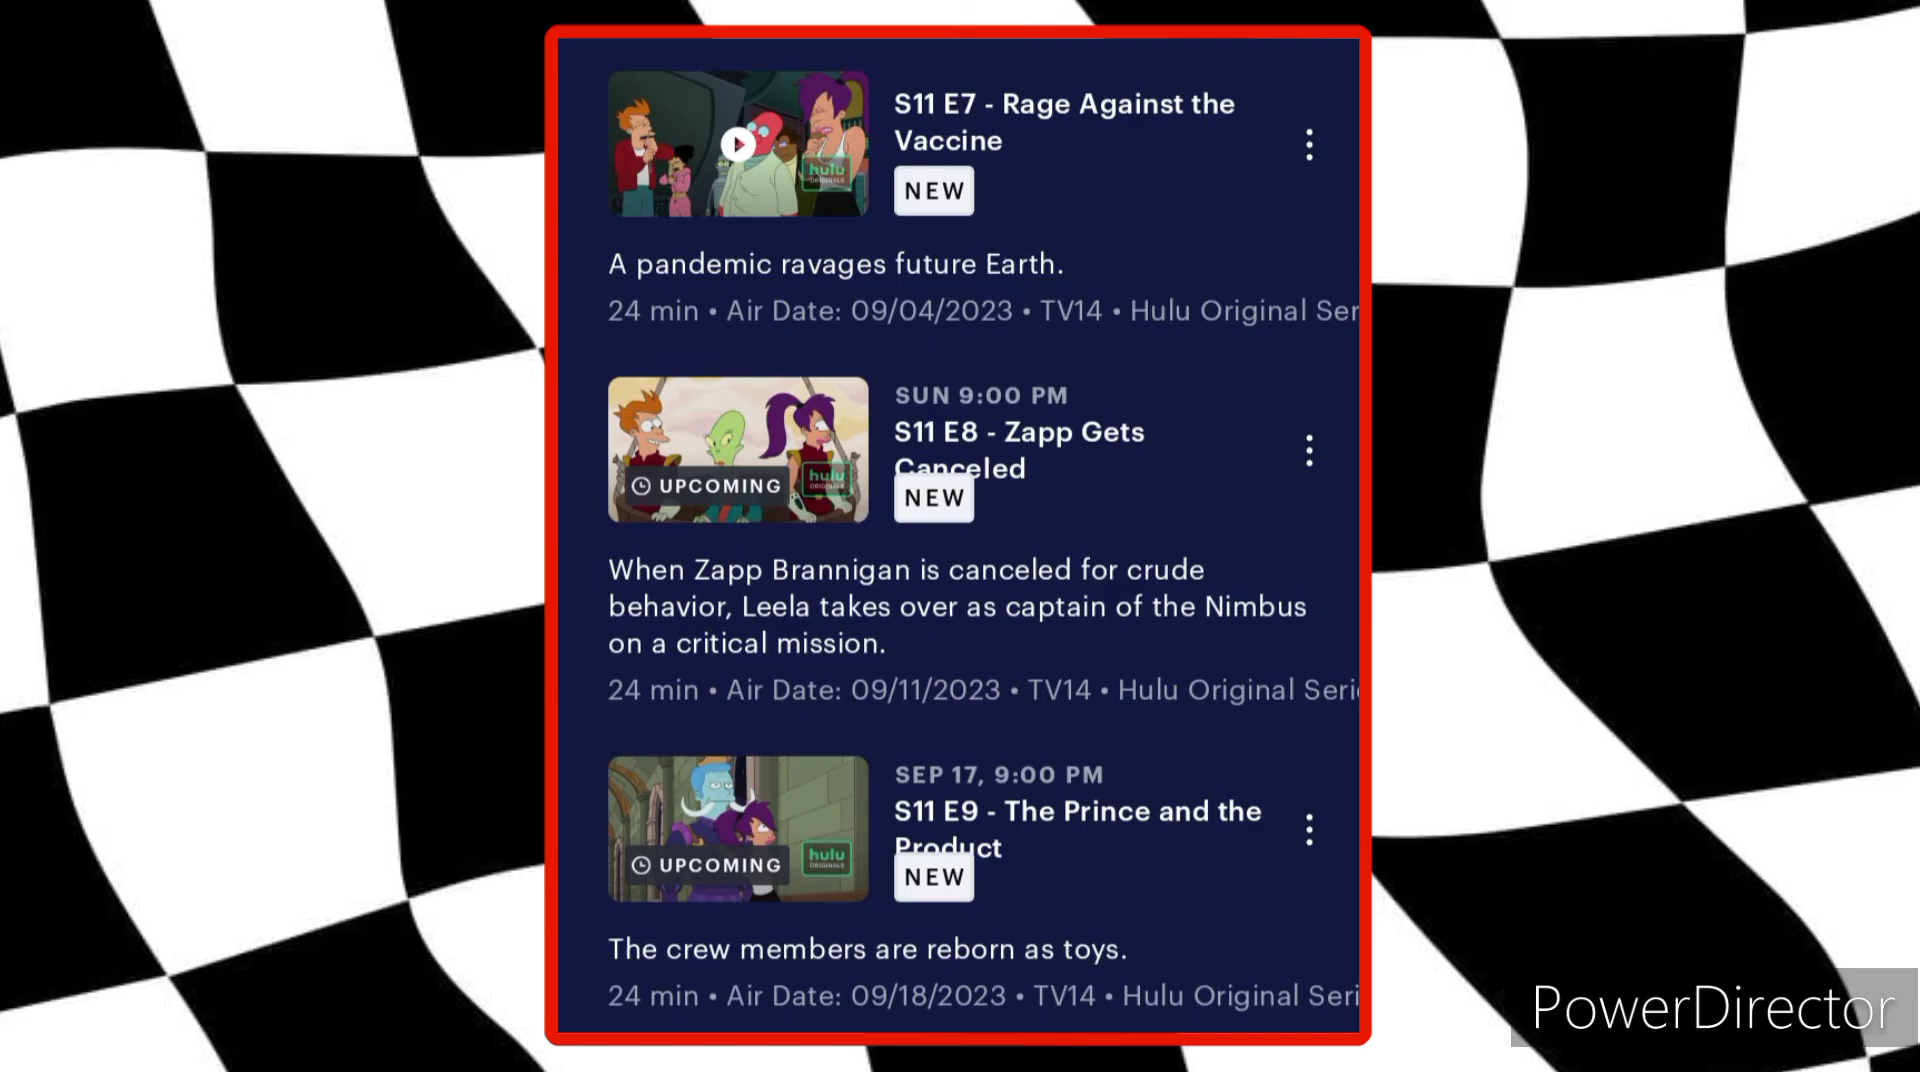 S11 E7 - Rage Against the
Vaccine
hulu
ORIGINALS
NEW
A pandemic ravages future Earth.
24 min • Air Date: 09/04/2023 • TV14 • Hulu Original Ser
SUN 9:00 PM
S11 E8 - Zapp Gets
Canceled
UPCOMING
hulu
ORIGINALS
NEW
When Zapp Brannigan is canceled for crude
behavior, Leela takes over as captain of the Nimbus
on a critical mission.
24 min • Air Date: 09/11/2023 • TV14 • Hulu Original Seri
SEP 17, 9:00 PM
S11 E9 - The Prince and the
Product
UPCOMING
hulu
ORIGINALS
NEW
The crew members are reborn as toys.
24 min • Air Date: 09/18/2023 • TV14 • Hulu Original Seri
PowerDirector